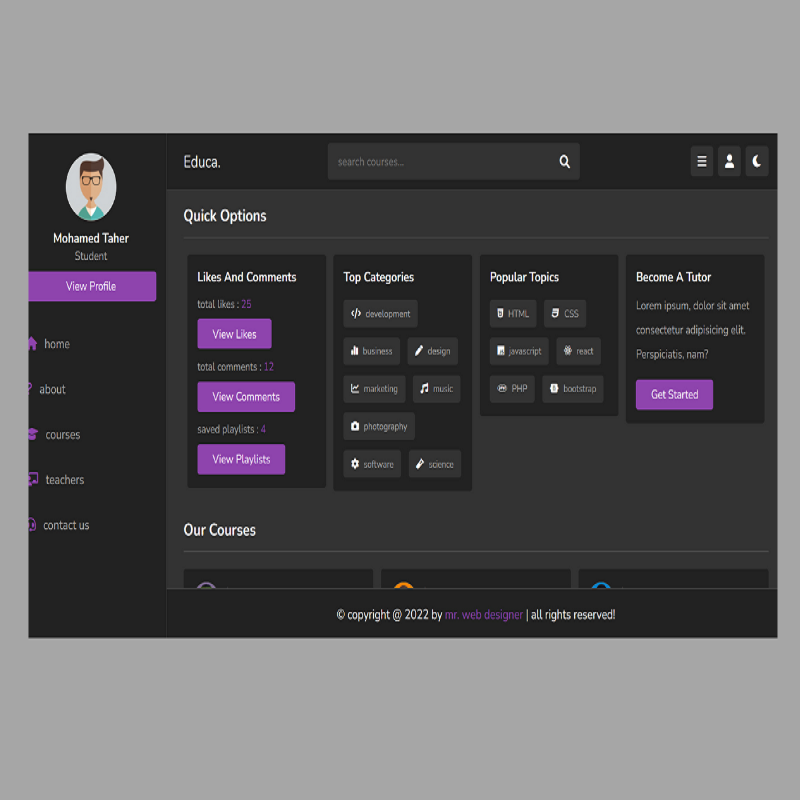 Educa.
search courses...
Mohamed Taher
Student
View Profile
home
about
courses
teachers
contact us
Quick Options
Likes And Comments
total likes : 25
View Likes
total comments : 12
View Comments
saved playlists : 4
View Playlists
Top Categories
development
business design
marketing music
photography
software science
Popular Topics
HTML CSS
javascript react
PHP bootstrap
Become A Tutor
Lorem ipsum, dolor sit amet
consectetur adipisicing elit.
Perspiciatis, nam?
Get Started
Our Courses
© copyright @ 2022 by mr. web designer | all rights reserved!